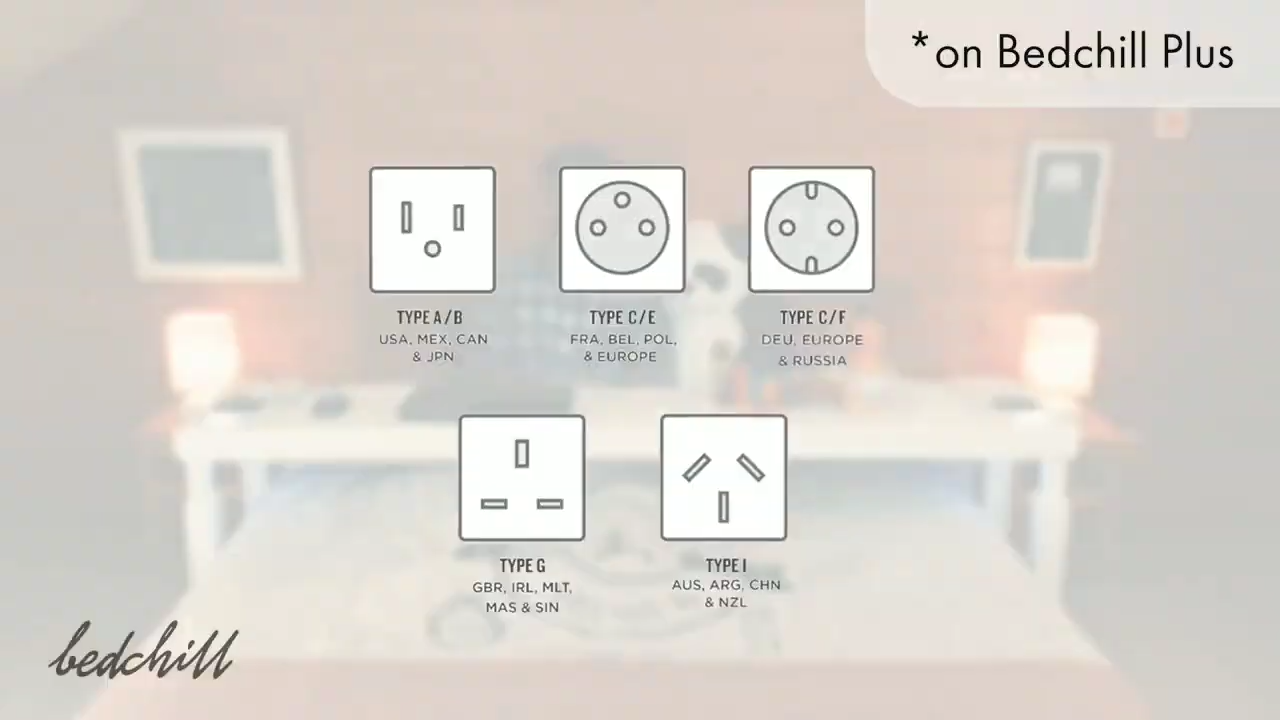 *on Bedchill Plus
TYPE A/B
USA, MEX, CAN
& JPN
TYPE C/E
FRA, BEL, POL,
& EUROPE
TYPE C/F
DEU, EUROPE
& RUSSIA
TYPE G
GBR, IRL, MLT,
MAS & SIN
TYPE I
AUS, ARG, CHN
& NZL
bedchill